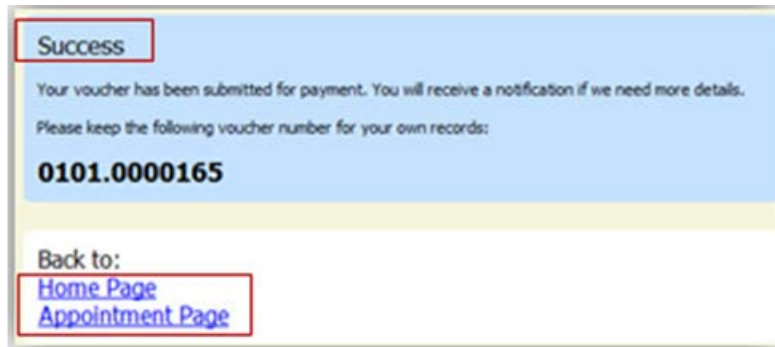 Success
Your voucher has been submitted for payment. You will receive a notification if we need more details.
Please keep the following voucher number for your own records:
0101.0000165
Back to:
Home Page
Appointment Page